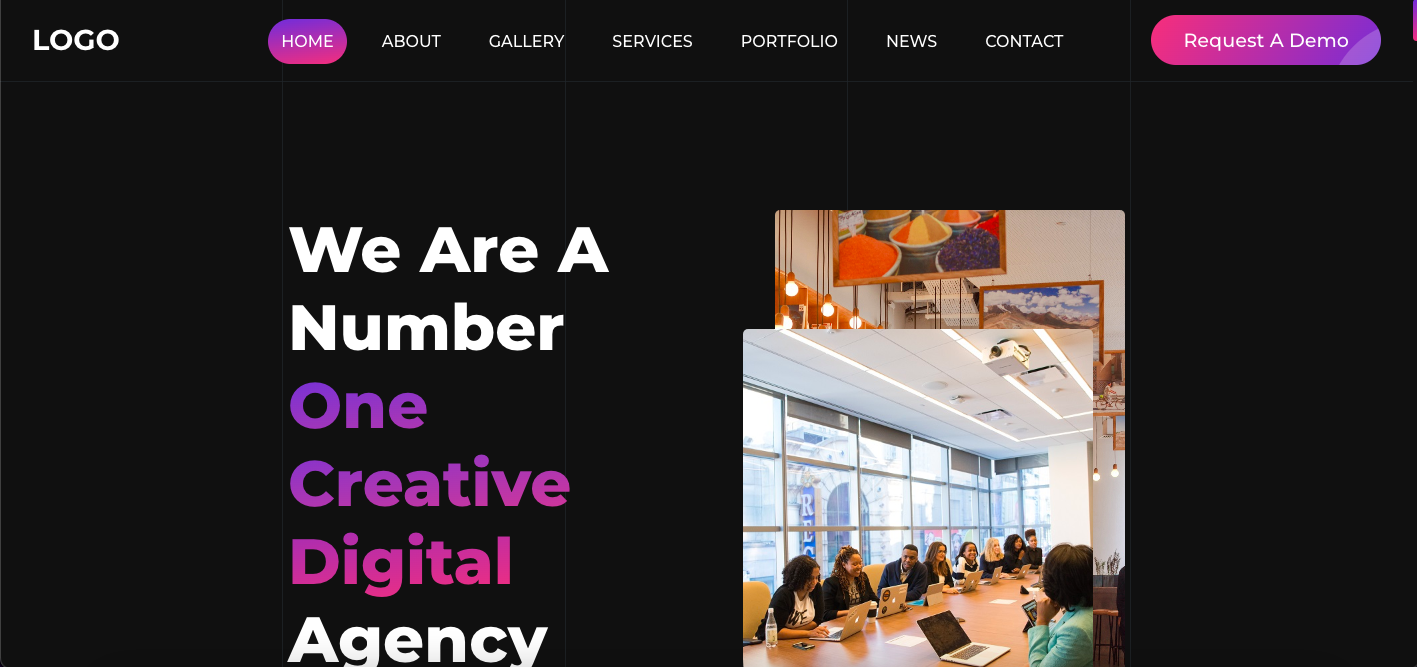 LOGO
HOME ABOUT GALLERY SERVICES PORTFOLIO NEWS CONTACT
Request A Demo
We Are A
Number
One
Creative
Digital
Agency